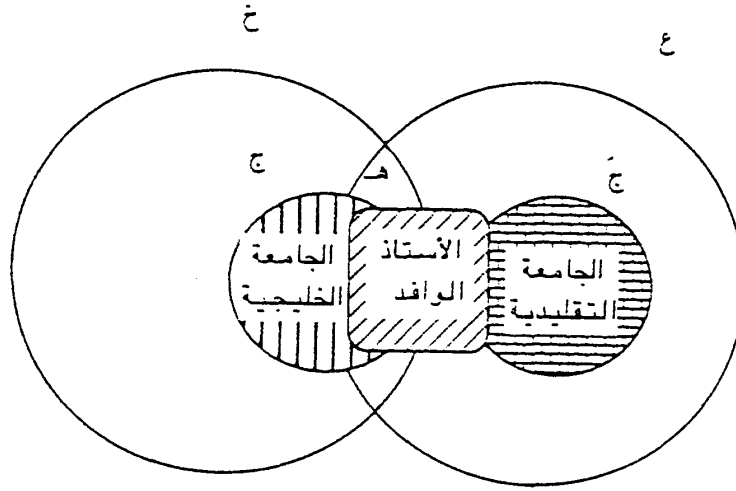 خ
ع
ج
هـ
جَ
الجامعة
الخليجية
الأستاذ
الوافد
الجامعة
التقليدية